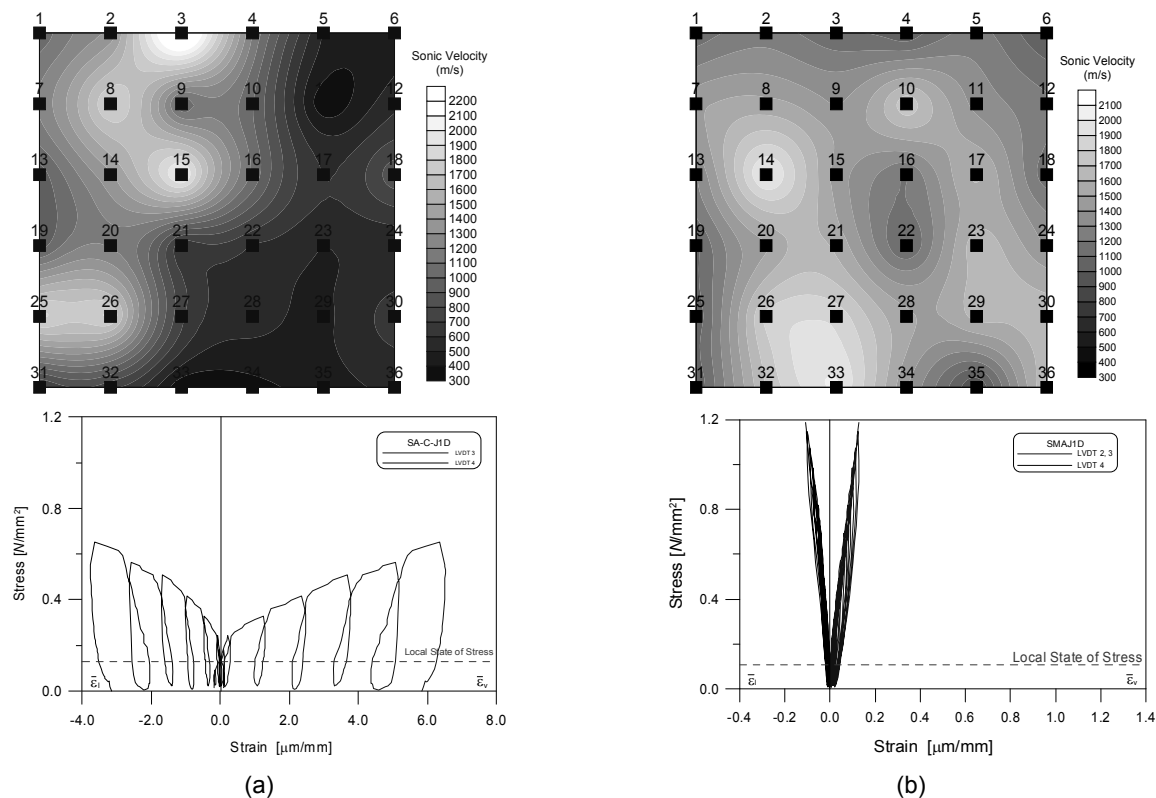 1 2 3 4 5 6
Sonic Velocity
(m/s)
7 8 9 10 12
2200
2100
2000
1900
1800
1700
1600
1500
1400
1300
1200
1100
1000
900
800
700
600
500
400
300
13 14 15 16 17 18
19 20 21 22 23 24
25 26 27 28 29 30
31 32 33 34 35 36
1 2 3 4 5 6
Sonic Velocity
(m/s)
7 8 9 10 11 12
2100
2000
1900
1800
1700
1600
1500
1400
1300
1200
1100
1000
900
800
700
600
500
400
300
13 14 15 16 17 18
19 20 21 22 23 24
25 26 27 28 29 30
31 32 33 34 35 36
1.2
0.8
0.4
0.0
Stress [N/mm²]
SA-C-J1D
LVDT 3
LVDT 4
Local State of Stress
ε̅l
ε̅v
-4.0 -2.0 0.0 2.0 4.0 6.0 8.0
Strain [μm/mm]
(a)
1.2
0.8
0.4
0.0
Stress [N/mm²]
SMAJ1D
LVDT 2, 3
LVDT 4
Local State of Stress
ε̅l
ε̅v
-0.4 -0.2 0.0 0.2 0.4 0.6 0.8 1.0 1.2 1.4
Strain [μm/mm]
(b)